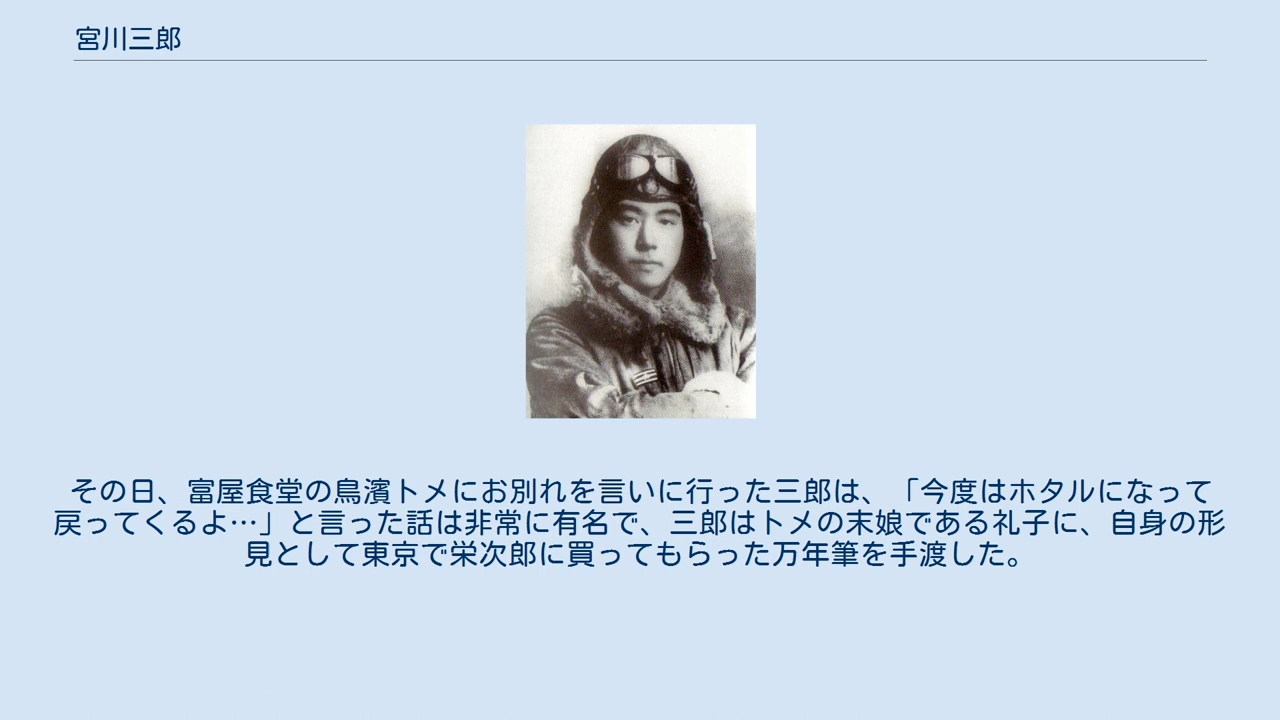 宮川三郎
その日、富屋食堂の鳥濱トメにお別れを言いに行った三郎は、「今度はホタルになって
戻ってくるよ…」と言った話は非常に有名で、三郎はトメの末娘である礼子に、自身の形
見として東京で栄次郎に買ってもらった万年筆を手渡した。